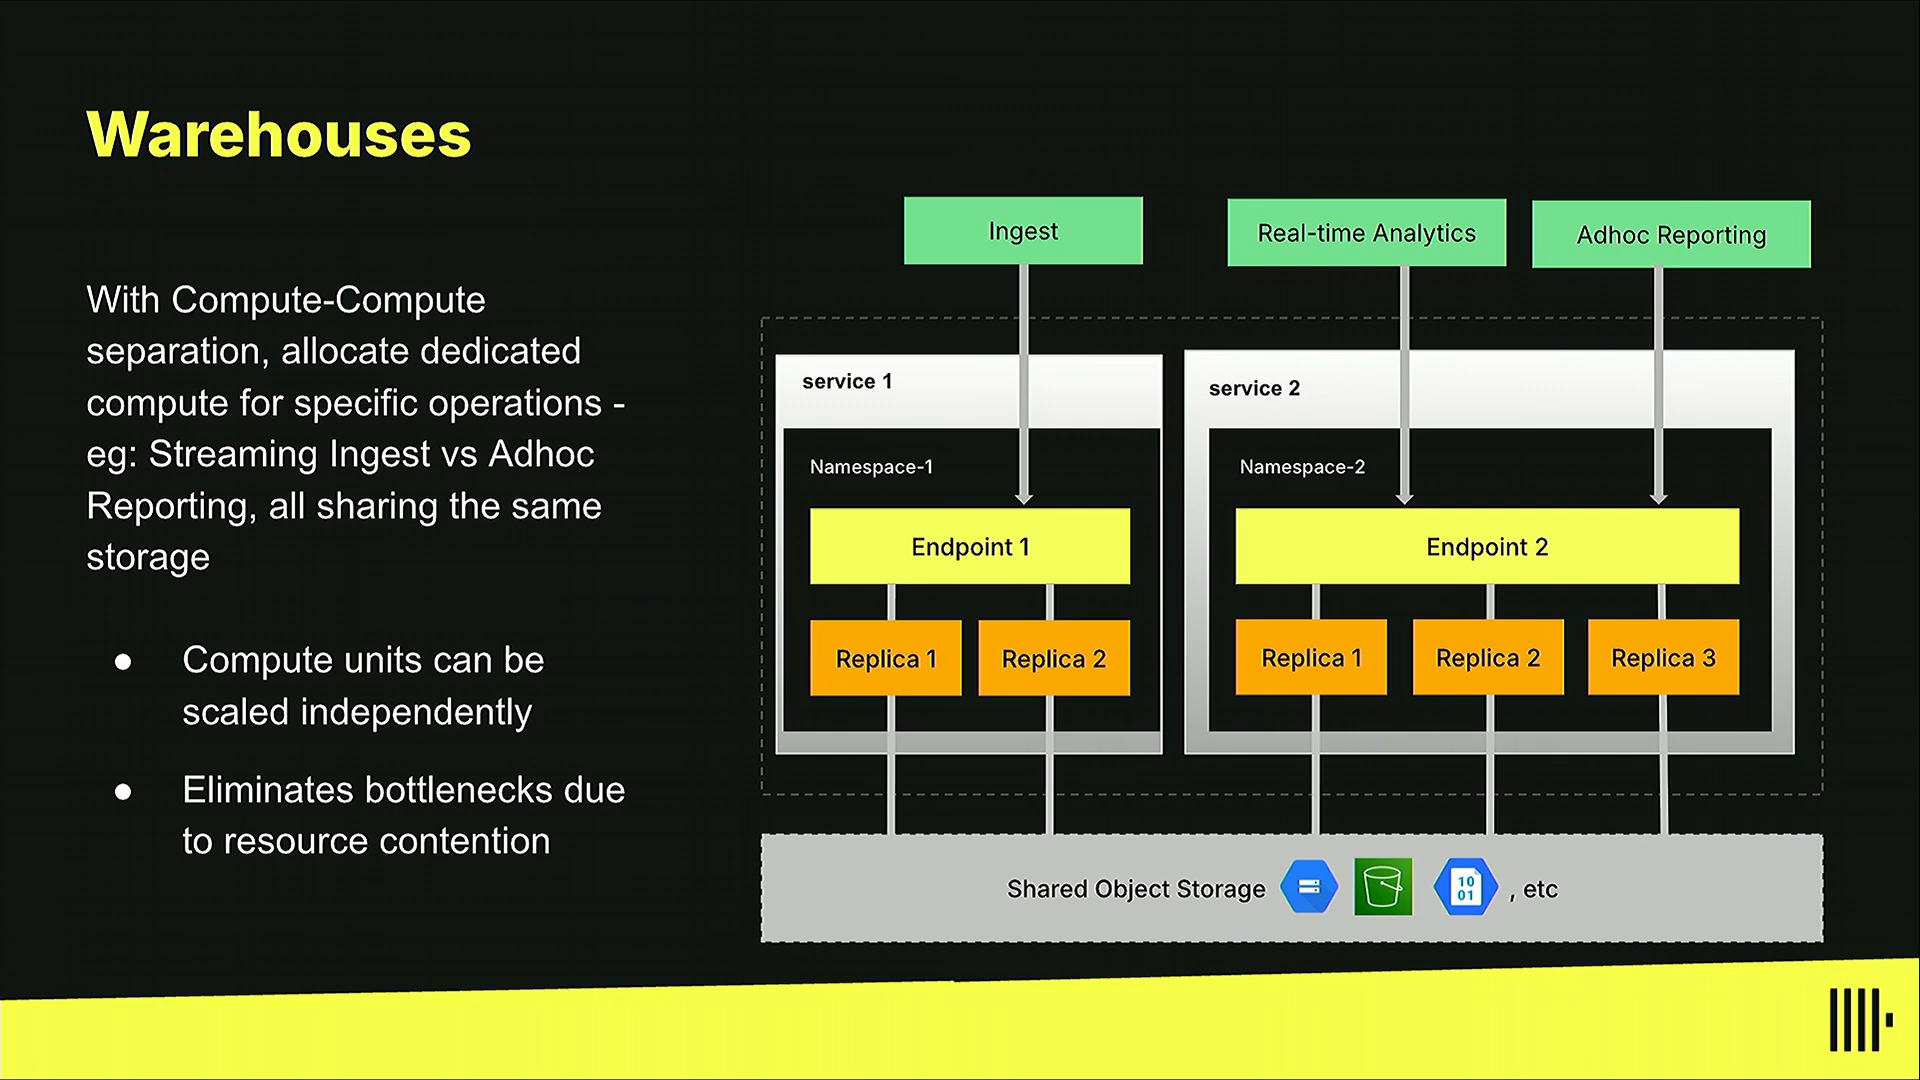 Warehouses
With Compute-Compute
separation, allocate dedicated
compute for specific operations -
eg: Streaming Ingest vs Adhoc
Reporting, all sharing the same
storage
● Compute units can be
scaled independently
● Eliminates bottlenecks due
to resource contention
Ingest
Real-time Analytics
Adhoc Reporting
service 1
Namespace-1
Endpoint 1
Replica 1
Replica 2
service 2
Namespace-2
Endpoint 2
Replica 1
Replica 2
Replica 3
Shared Object Storage
10
01
, etc